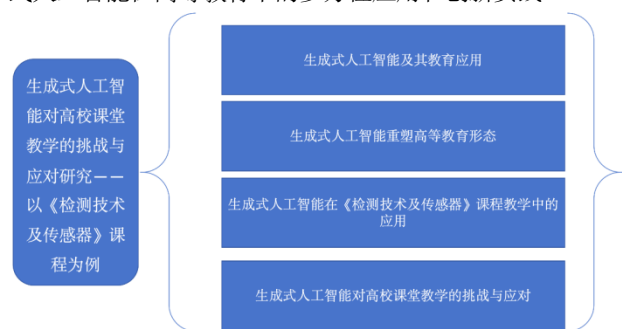 生成式人工智
能对高校课堂
教学的挑战与
应对研究——
以《检测技术
及传感器》课
程为例
生成式人工智能及其教育应用
生成式人工智能重塑高等教育形态
生成式人工智能在《检测技术及传感器》课程教学中的
应用
生成式人工智能对高校课堂教学的挑战与应对